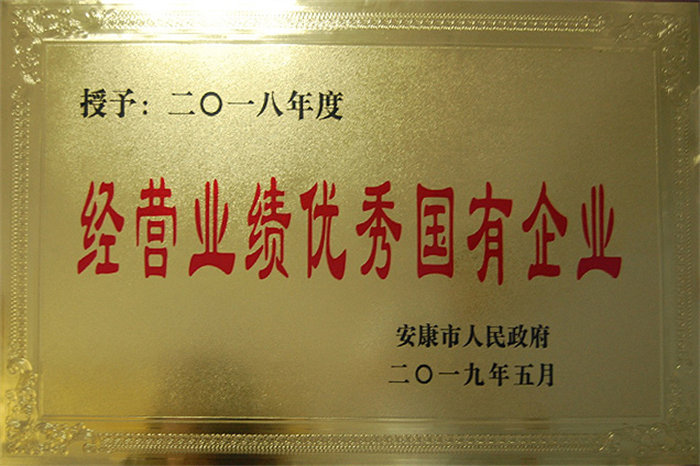 授予：二〇一八年度
经营业绩优秀国有企业
安康市人民政府
二〇一九年五月